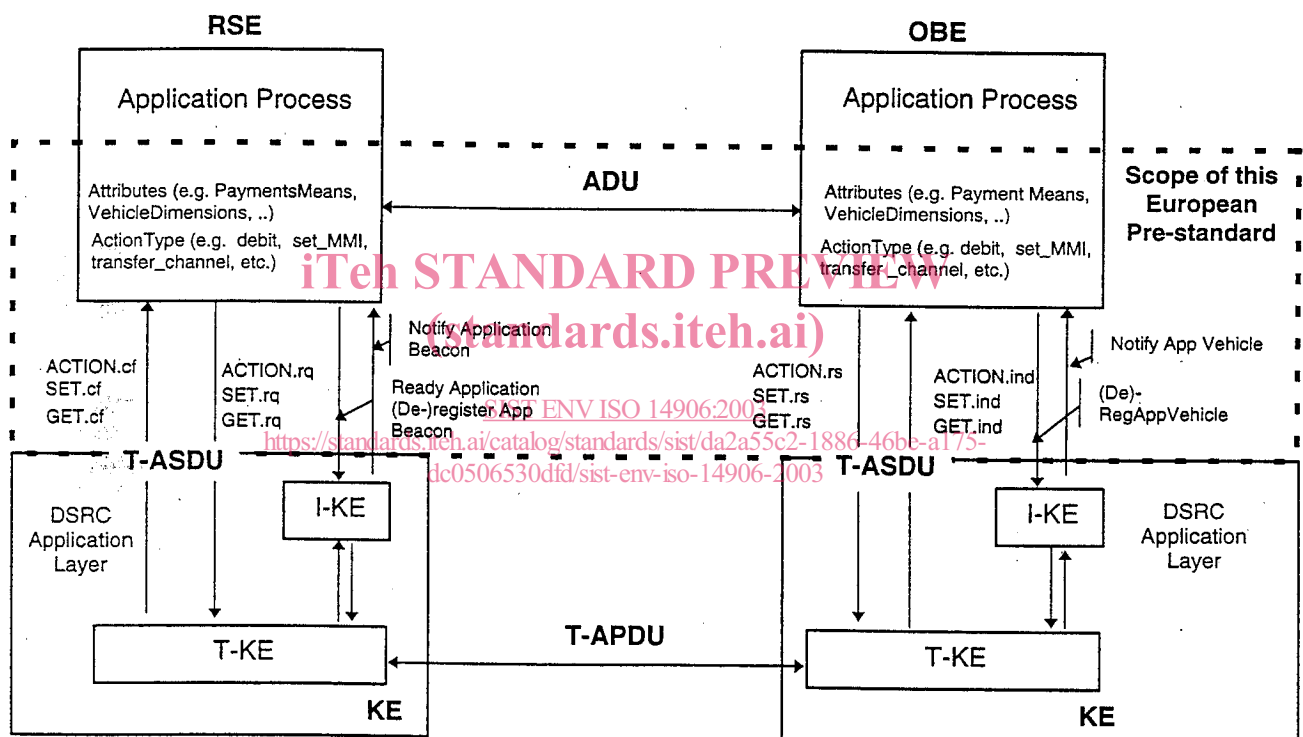 RSE
OBE
Application Process
Application Process
Attributes (e.g. PaymentsMeans,
VehicleDimensions, ..)
ActionType (e.g. debit, set_MMI,
transfer_channel, etc.)
ADU
Attributes (e.g. Payment Means,
VehicleDimensions, ..)
ActionType (e.g. debit, set_MMI,
transfer_channel, etc.)
Scope of this
European
Pre-standard
iTeh STANDARD PREVIEW
(standards.iteh.ai)
ACTION.cf
SET.cf
GET.cf
ACTION.rq
SET.rq
GET.rq
Notify Application
Beacon
Ready Application
(De-)register App
Beacon
ACTION.rs
SET.rs
GET.rs
ACTION.ind
SET.ind
GET.ind
Notify App Vehicle
(De)-
RegAppVehicle
SIST ENV ISO 14906:2003
https://standards.iteh.ai/catalog/standards/sist/da2a55c2-1886-46be-a175-
dc0506530dfd/sist-env-iso-14906-2003
T-ASDU
T-ASDU
DSRC
Application
Layer
I-KE
I-KE
DSRC
Application
Layer
T-KE
T-APDU
T-KE
KE
KE